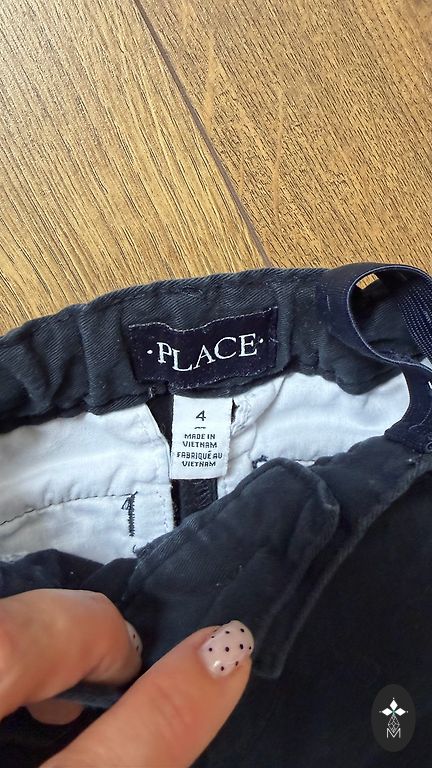 ·PLACE·
4
MADE IN
VIETNAM
FABRIQUÉ AU
VIETNAM
M